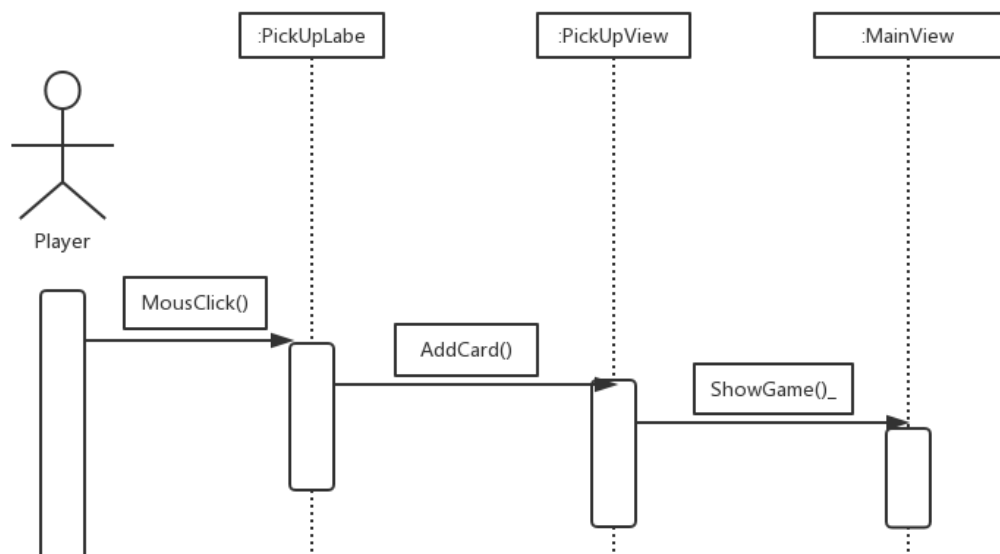 :PickUpLabe
:PickUpView
:MainView
Player
MousClick()
AddCard()
ShowGame()_